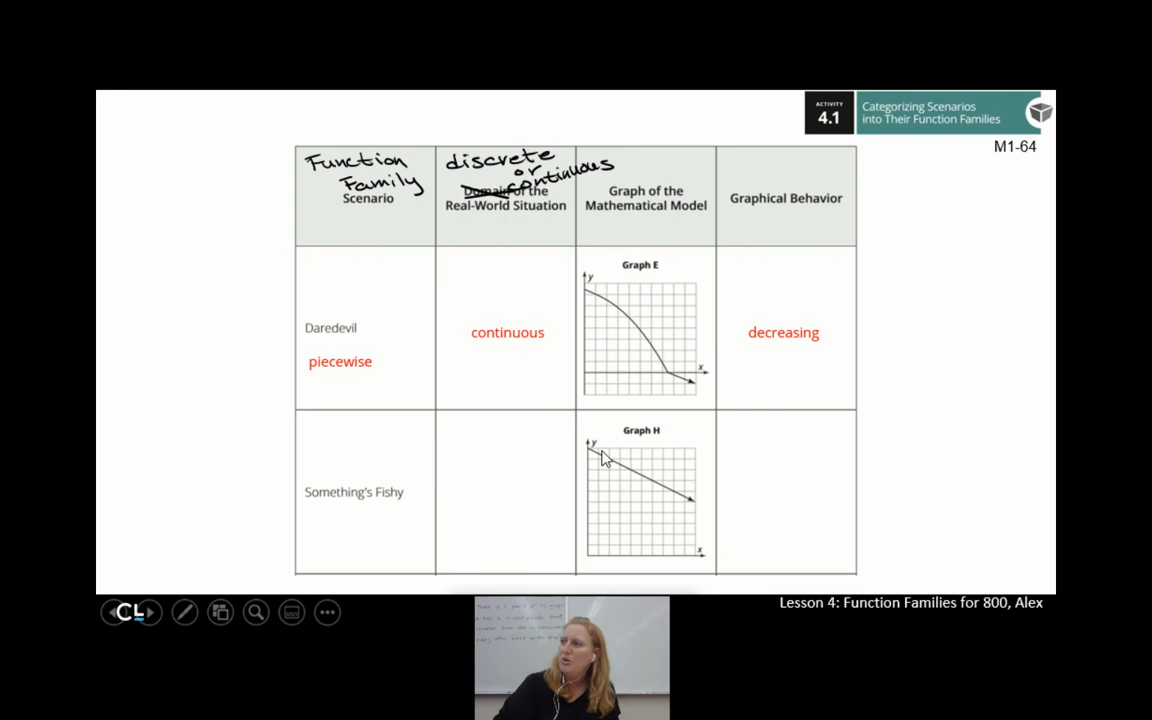 ACTIVITY
4.1
Categorizing Scenarios
into Their Function Families
M1-64
Function
Family
Scenario
discrete
or
continuous
Domain of the
Real-World Situation
Graph of the
Mathematical Model
Graphical Behavior
Daredevil
piecewise
continuous
Graph E
y
x
decreasing
Something's Fishy
Graph H
y
x
CL
Lesson 4: Function Families for 800, Alex